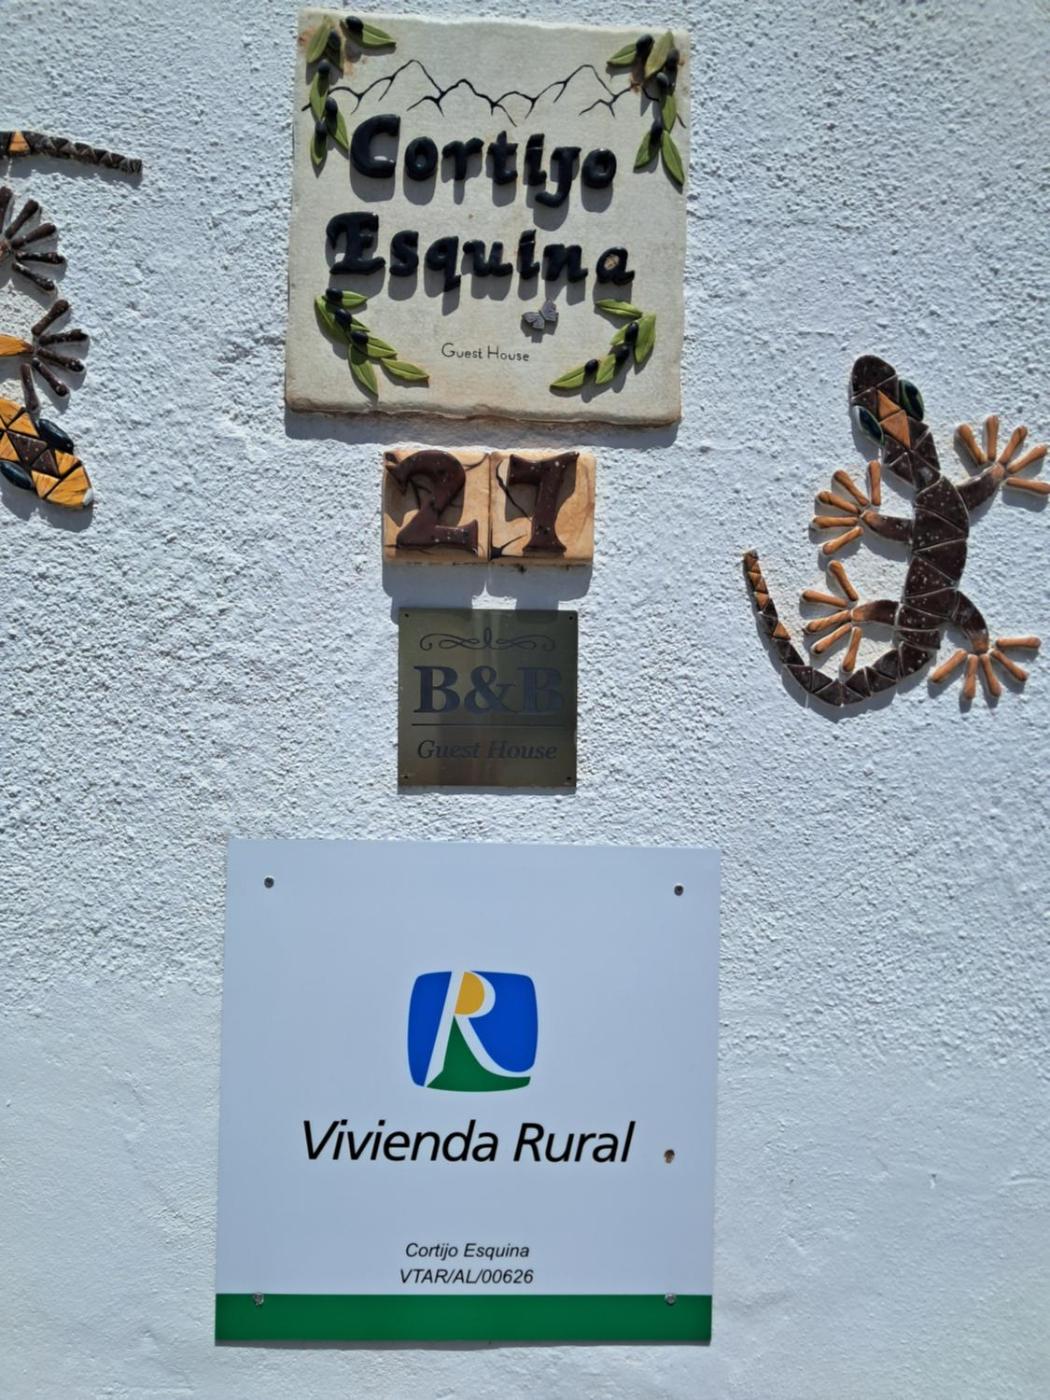 Cortijo
Esquina
Guest House
27
B&B
Guest House
R
Vivienda Rural
Cortijo Esquina
VTAR/AL/00626